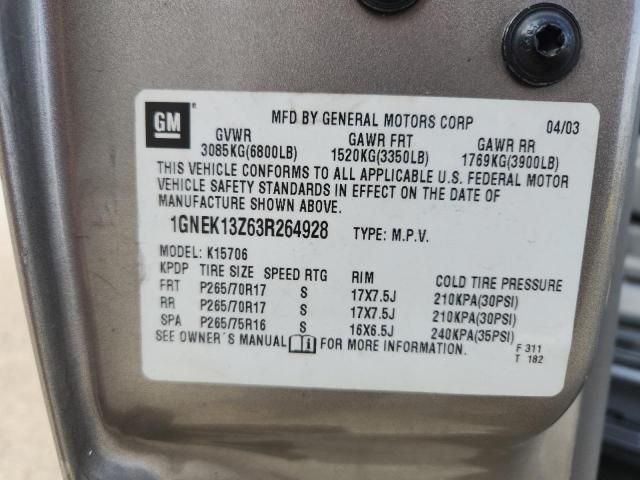 GM ® MFD BY GENERAL MOTORS CORP 04/03
GVWR GAWR FRT GAWR RR
3085KG(6800LB) 1520KG(3350LB) 1769KG(3900LB)
THIS VEHICLE CONFORMS TO ALL APPLICABLE U.S. FEDERAL MOTOR
VEHICLE SAFETY STANDARDS IN EFFECT ON THE DATE OF
MANUFACTURE SHOWN ABOVE.
1GNEK13Z63R264928 TYPE: M.P.V.
MODEL: K15706
KPDP TIRE SIZE SPEED RTG RIM COLD TIRE PRESSURE
FRT P265/70R17 S 17X7.5J 210KPA(30PSI)
RR P265/70R17 S 17X7.5J 210KPA(30PSI)
SPA P265/75R16 S 16X6.5J 240KPA(35PSI)
SEE OWNER'S MANUAL FOR MORE INFORMATION.
F 311
T 182